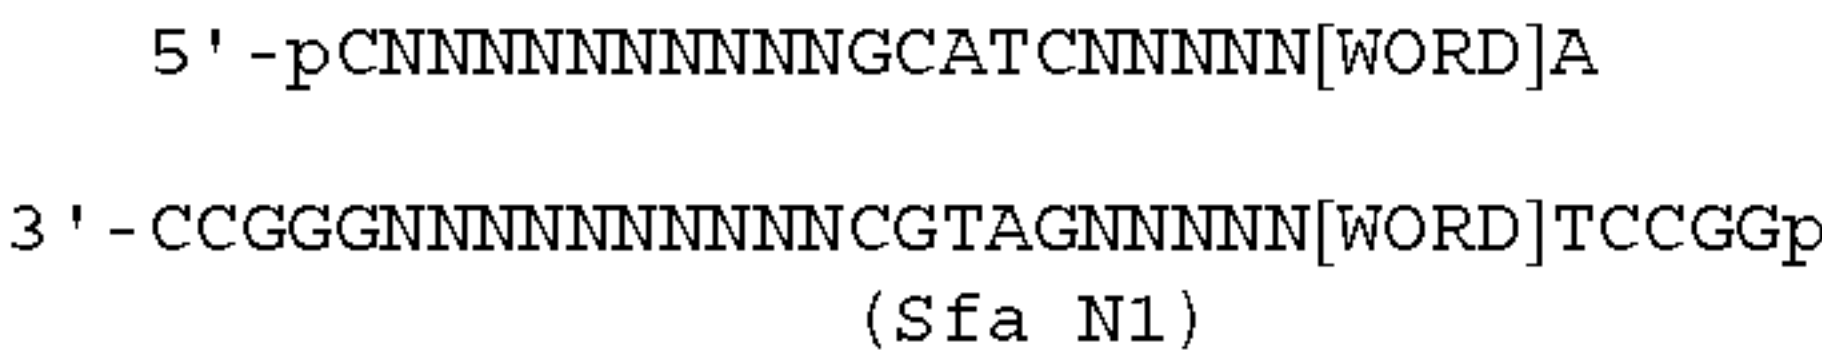 5'-pCNNNNNNNNNNGCATCNNNNN[WORD]A
3'-CCGGGNNNNNNNNNNCGTAGNNNNN[WORD]TCCGGp
(Sfa N1)